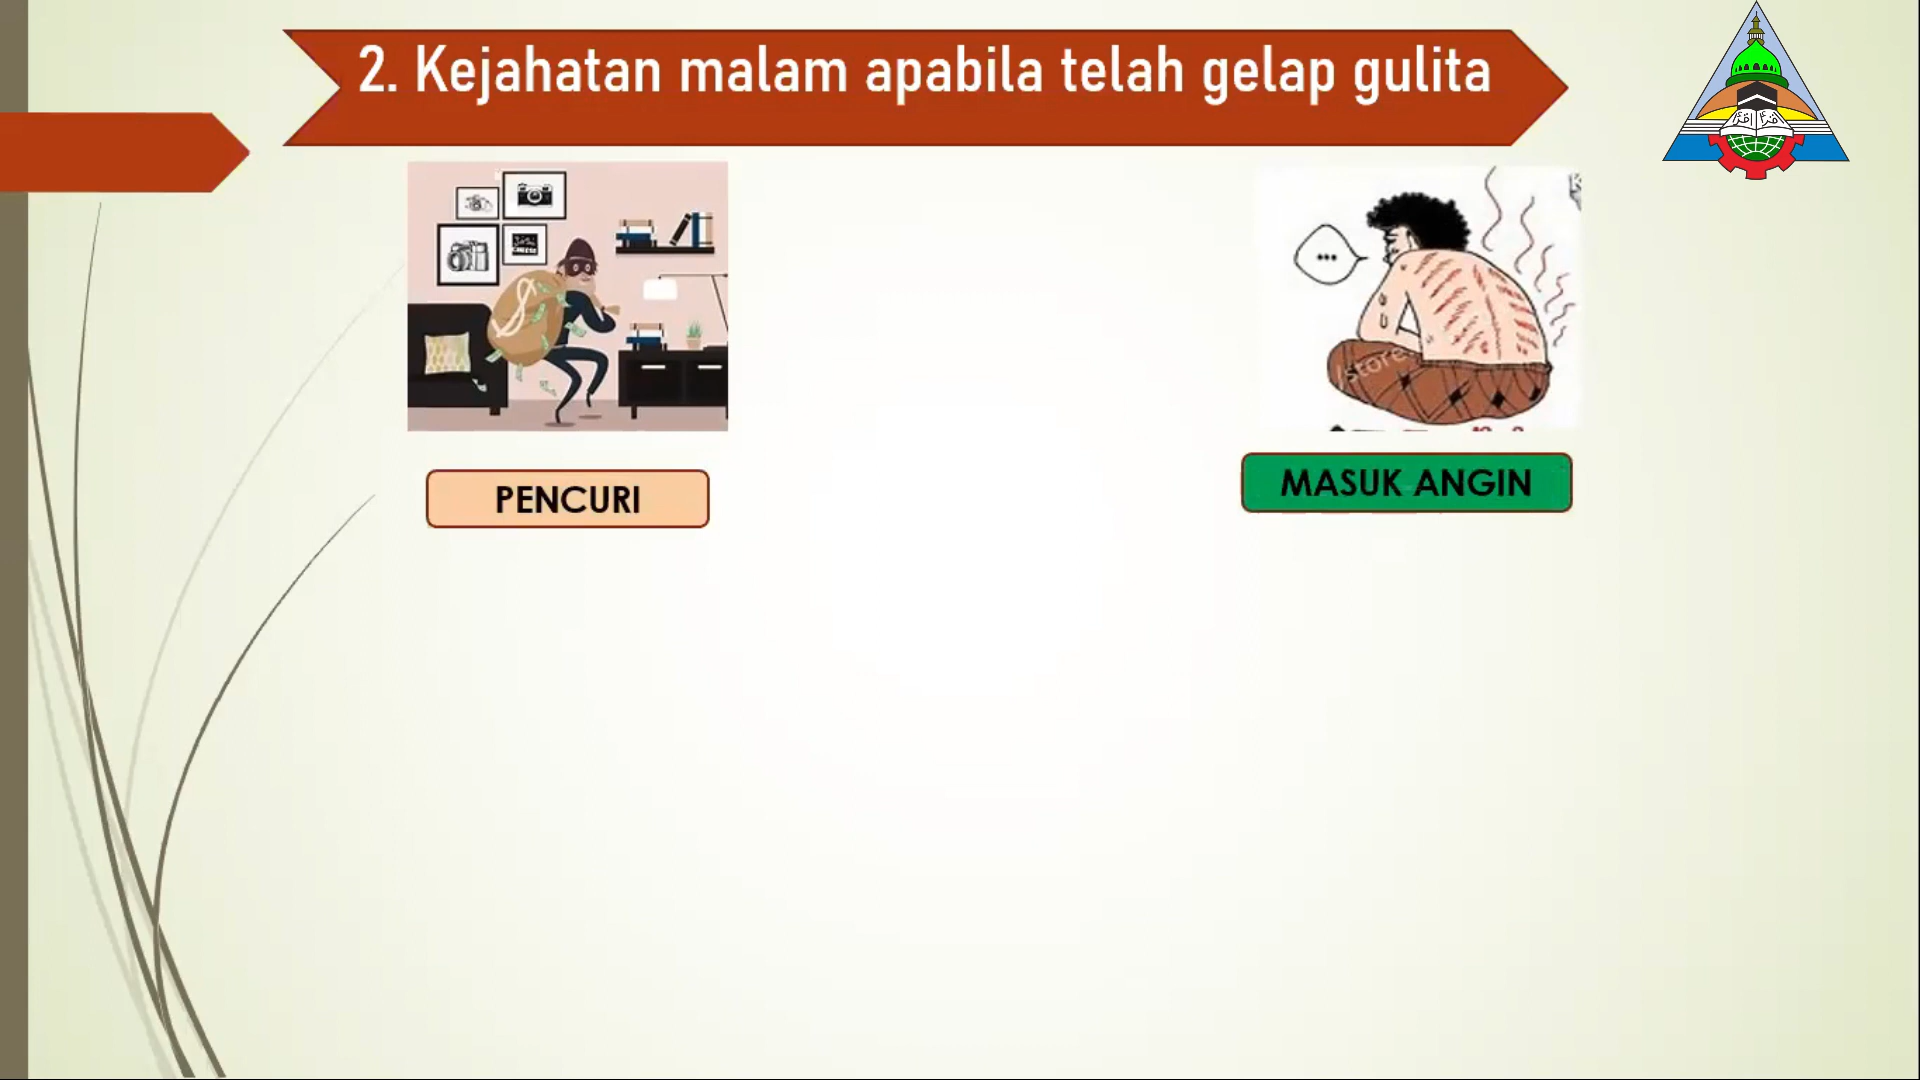 2. Kejahatan malam apabila telah gelap gulita
...
PENCURI
MASUK ANGIN